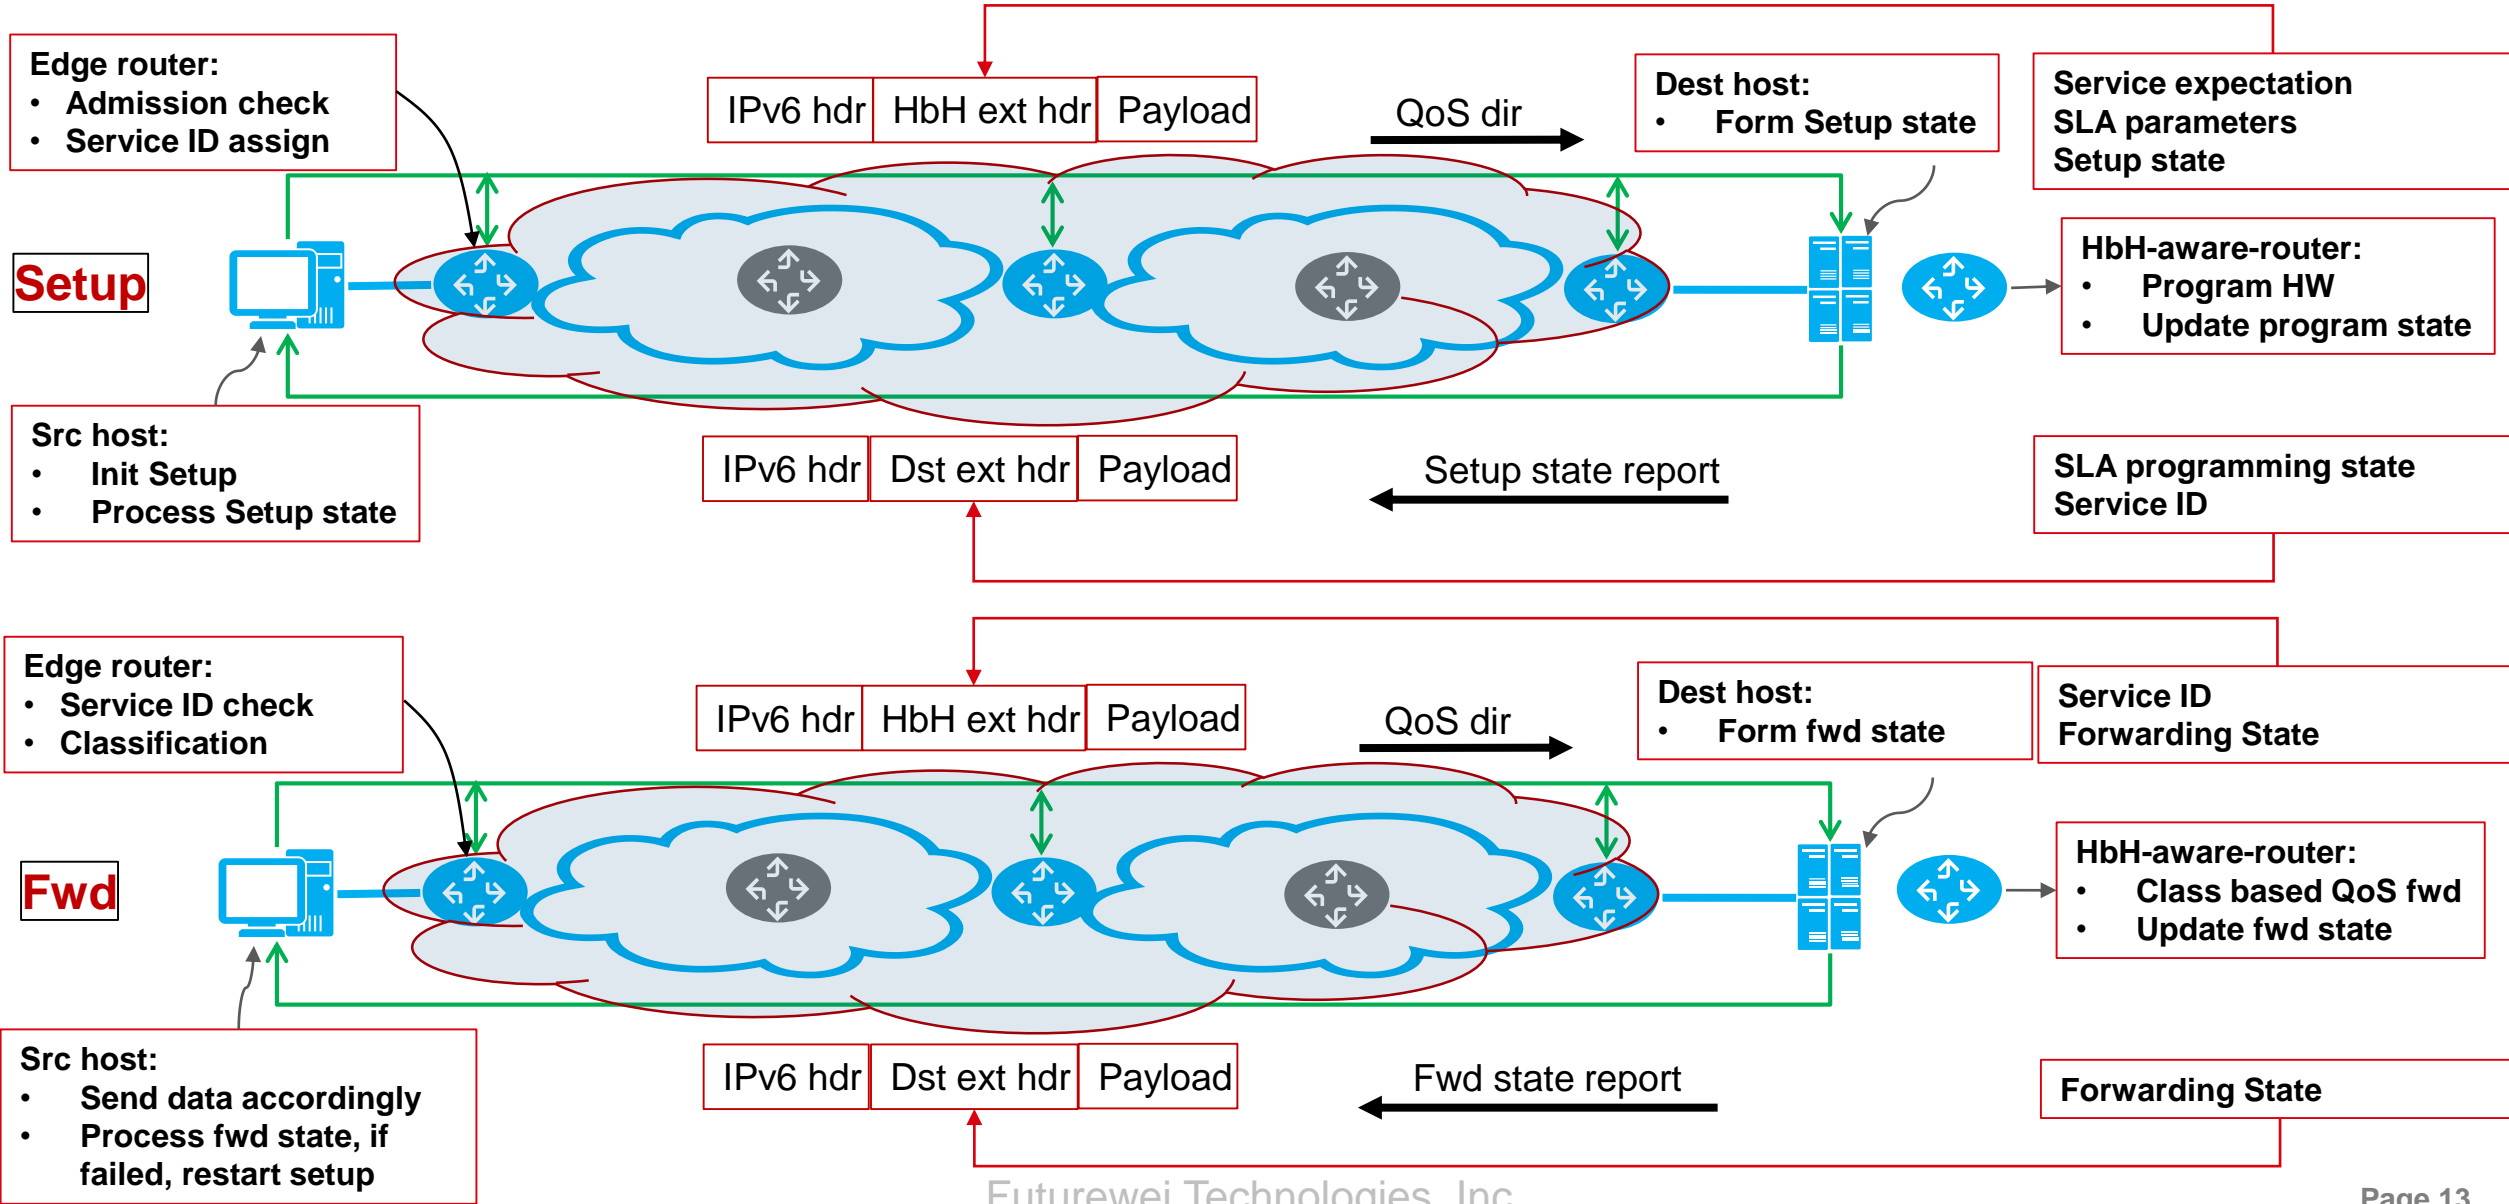 Edge router:
• Admission check
• Service ID assign
IPv6 hdr HbH ext hdr Payload
QoS dir
Dest host:
• Form Setup state
Service expectation
SLA parameters
Setup state
Setup
HbH-aware-router:
• Program HW
• Update program state
Src host:
• Init Setup
• Process Setup state
IPv6 hdr Dst ext hdr Payload
Setup state report
SLA programming state
Service ID
Edge router:
• Service ID check
• Classification
IPv6 hdr HbH ext hdr Payload
QoS dir
Dest host:
• Form fwd state
Service ID
Forwarding State
Fwd
HbH-aware-router:
• Class based QoS fwd
• Update fwd state
Src host:
• Send data accordingly
• Process fwd state, if
failed, restart setup
IPv6 hdr Dst ext hdr Payload
Fwd state report
Forwarding State
Futurewei Technologies, Inc
Page 13